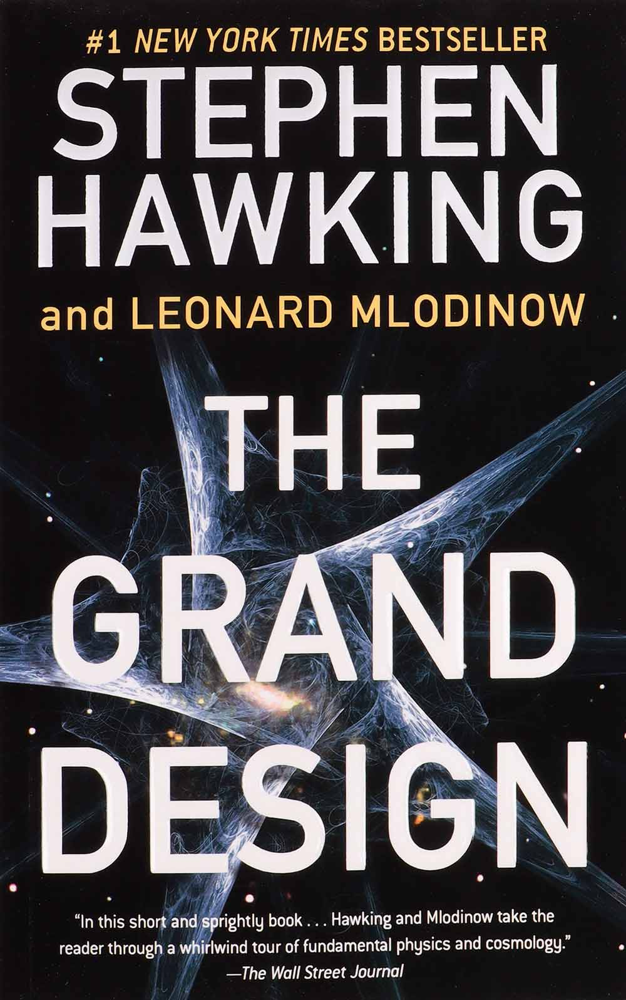 #1 NEW YORK TIMES BESTSELLER
STEPHEN
HAWKING
and LEONARD MLODINOW
THE
GRAND
DESIGN
“In this short and sprightly book . . . Hawking and Mlodinow take the
reader through a whirlwind tour of fundamental physics and cosmology.”
—The Wall Street Journal